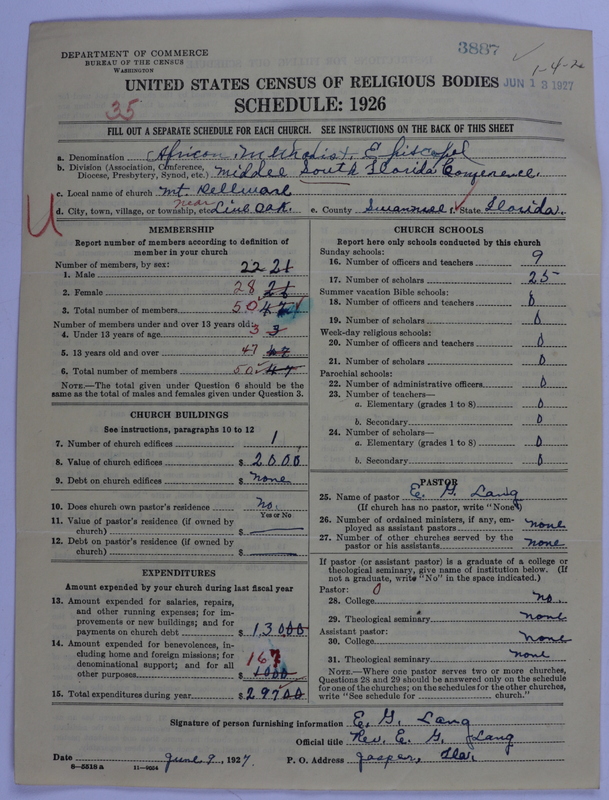 3887
1-4-26
DEPARTMENT OF COMMERCE
BUREAU OF THE CENSUS
WASHINGTON
UNITED STATES CENSUS OF RELIGIOUS BODIES
JUN 13 1927
SCHEDULE: 1926
35
FILL OUT A SEPARATE SCHEDULE FOR EACH CHURCH. SEE INSTRUCTIONS ON THE BACK OF THIS SHEET
a. Denomination African Methodist Episcopal
b. Division (Association, Conference, Diocese, Presbytery, Synod, etc.) Middel South Florida Conference.
c. Local name of church Mt. Dellward
d. City, town, village, or township, etc. near Live Oak. e. County Suwannee f. State Florida.
MEMBERSHIP
Report number of members according to definition of
member in your church
Number of members, by sex:
1. Male 22 21
2. Female 28
3. Total number of members 50
Number of members under and over 13 years old:
4. Under 13 years of age 3 3
5. 13 years old and over 47 47
6. Total number of members 50 47
NOTE.—The total given under Question 6 should be
same as the total of males and females given under Question 3.
CHURCH BUILDINGS
See instructions, paragraphs 10 to 12
7. Number of church edifices 1
8. Value of church edifices $ 2000
9. Debt on church edifices $ none
10. Does church own pastor's residence no.
Yes or No
11. Value of pastor's residence (if owned by
church) $
12. Debt on pastor's residence (if owned by
church) $
EXPENDITURES
Amount expended by your church during last fiscal year
13. Amount expended for salaries, repairs,
and other running expenses; for im-
provements or new buildings; and for
payments on church debt $ 13000
14. Amount expended for benevolences, in-
cluding home and foreign missions; for
denominational support; and for all
other purposes 167 $ 1000
15. Total expenditures during year $ 29700
CHURCH SCHOOLS
Report here only schools conducted by this church
Sunday schools:
16. Number of officers and teachers 9
17. Number of scholars 25
Summer vacation Bible schools:
18. Number of officers and teachers 0
19. Number of scholars 0
Week-day religious schools:
20. Number of officers and teachers 0
21. Number of scholars 0
Parochial schools:
22. Number of administrative officers 0
23. Number of teachers—
a. Elementary (grades 1 to 8) 0
b. Secondary 0
24. Number of scholars—
a. Elementary (grades 1 to 8) 0
b. Secondary 0
PASTOR
25. Name of pastor E. G. Lang
(If church has no pastor, write "None")
26. Number of ordained ministers, if any, em-
ployed as assistant pastors none
27. Number of other churches served by the
pastor or his assistants none
If pastor (or assistant pastor) is a graduate of a college or
theological seminary, give name of institution below. (If
not a graduate, write "No" in the space indicated.)
Pastor: 0
28. College no.
29. Theological seminary none
Assistant pastor:
30. College none
31. Theological seminary none
NOTE.—Where one pastor serves two or more churches,
Questions 28 and 29 should be answered only on the schedule
for one of the churches; on the schedules for the other churches,
write "See schedule for church."
Signature of person furnishing information E. G. Lang
Official title Rev. E. G. Lang
Date June 9, 1927. P. O. Address Jasper, Fla.
8—5518 a 11—9554